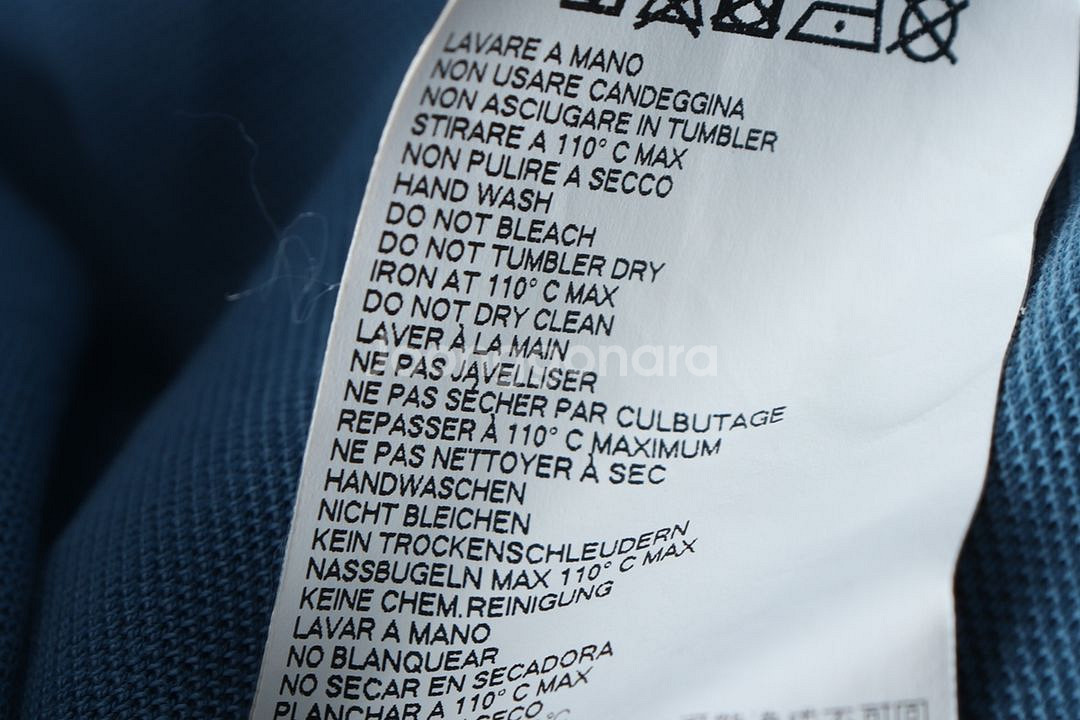 LAVARE A MANO
NON USARE CANDEGGINA
NON ASCIUGARE IN TUMBLER
STIRARE A 110° C MAX
NON PULIRE A SECCO
HAND WASH
DO NOT BLEACH
DO NOT TUMBLER DRY
IRON AT 110° C MAX
DO NOT DRY CLEAN
LAVER À LA MAIN
NE PAS JAVELLISER
NE PAS SÉCHER PAR CULBUTAGE
REPASSER À 110° C MAXIMUM
NE PAS NETTOYER À SEC
HANDWASCHEN
NICHT BLEICHEN
KEIN TROCKENSCHLEUDERN
NASSBUGELN MAX 110° C MAX
KEINE CHEM.REINIGUNG
LAVAR A MANO
NO BLANQUEAR
NO SECAR EN SECADORA
PLANCHAR A 110° C MAX
SECO